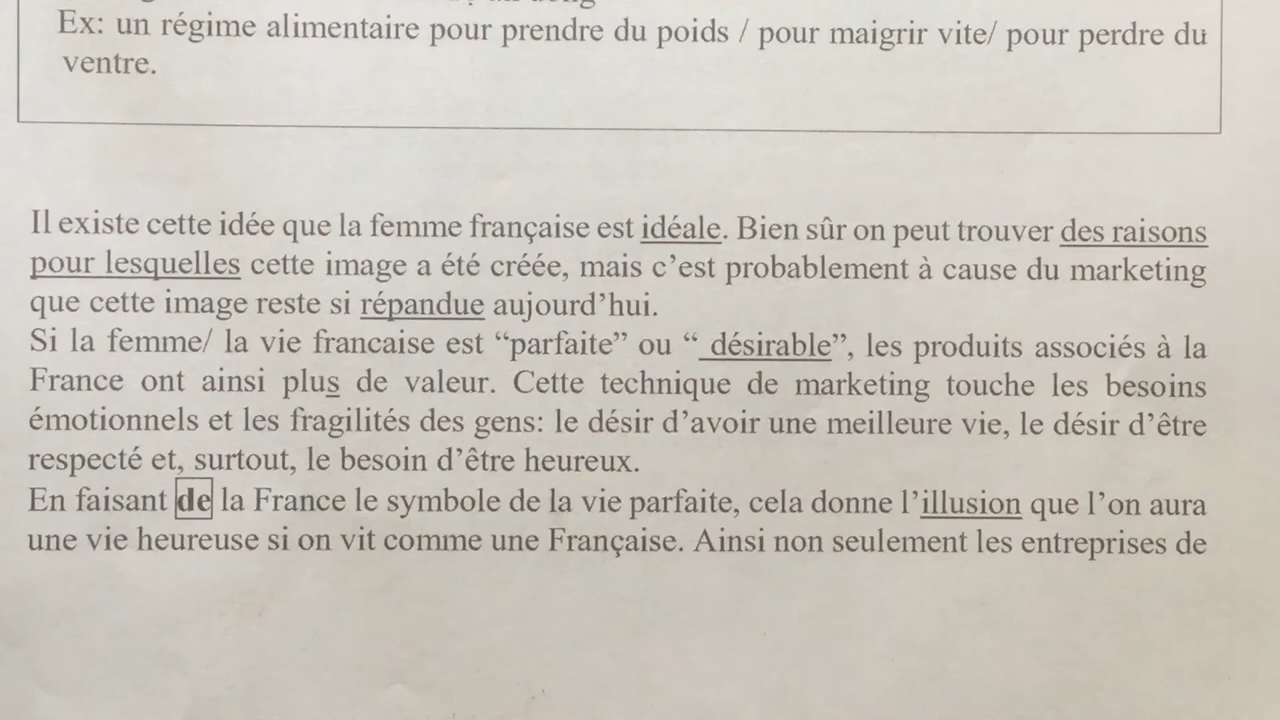 Ex: un régime alimentaire pour prendre du poids / pour maigrir vite/ pour perdre du
ventre.
Il existe cette idée que la femme française est idéale. Bien sûr on peut trouver des raisons
pour lesquelles cette image a été créée, mais c’est probablement à cause du marketing
que cette image reste si répandue aujourd’hui.
Si la femme/ la vie francaise est “parfaite” ou “ désirable”, les produits associés à la
France ont ainsi plus de valeur. Cette technique de marketing touche les besoins
émotionnels et les fragilités des gens: le désir d’avoir une meilleure vie, le désir d’être
respecté et, surtout, le besoin d’être heureux.
En faisant de la France le symbole de la vie parfaite, cela donne l’illusion que l’on aura
une vie heureuse si on vit comme une Française. Ainsi non seulement les entreprises de